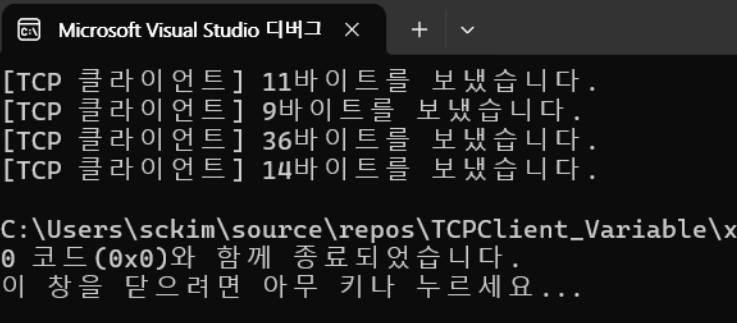 Microsoft Visual Studio 디버그
[TCP 클라이언트] 11바이트를 보냈습니다.
[TCP 클라이언트] 9바이트를 보냈습니다.
[TCP 클라이언트] 36바이트를 보냈습니다.
[TCP 클라이언트] 14바이트를 보냈습니다.
C:\Users\sckim\source\repos\TCPClient_Variable\x
0 코드(0x0)와 함께 종료되었습니다.
이 창을 닫으려면 아무 키나 누르세요...